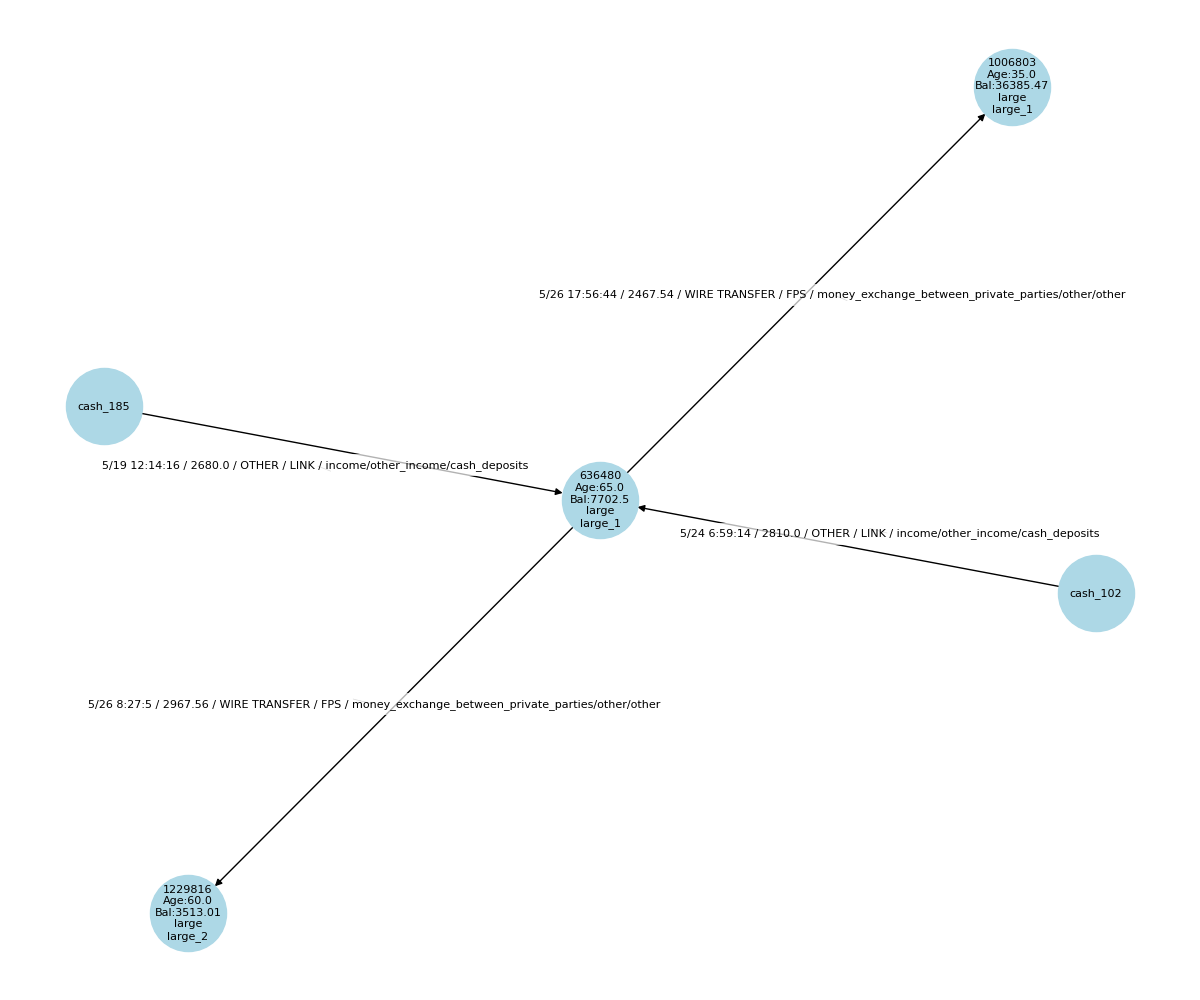 1006803
Age:35.0
Bal:36385.47
large
large_1
5/26 17:56:44 / 2467.54 / WIRE TRANSFER / FPS / money_exchange_between_private_parties/other/other
cash_185
5/19 12:14:16 / 2680.0 / OTHER / LINK / income/other_income/cash_deposits
636480
Age:65.0
Bal:7702.5
large
large_1
5/24 6:59:14 / 2810.0 / OTHER / LINK / income/other_income/cash_deposits
cash_102
5/26 8:27:5 / 2967.56 / WIRE TRANSFER / FPS / money_exchange_between_private_parties/other/other
1229816
Age:60.0
Bal:3513.01
large
large_2